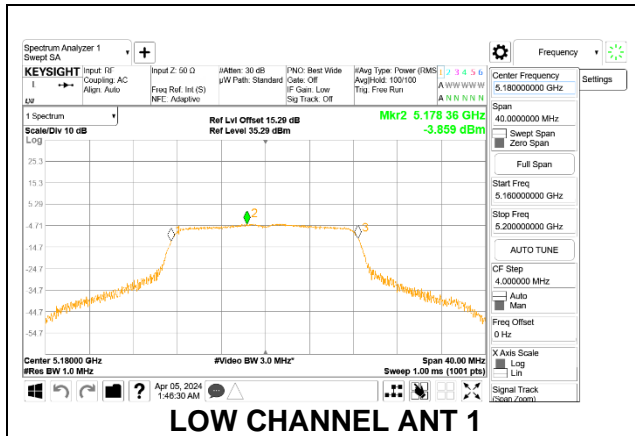 Spectrum Analyzer 1
Swept SA
Frequency
KEYSIGHT
Input: RF
Coupling: AC
Align: Auto
Input Z: 50 Ω
Freq Ref: Int (S)
NFE: Adaptive
#Atten: 30 dB
µW Path: Standard
PNO: Best Wide
Gate: Off
IF Gain: Low
Sig Track: Off
#Avg Type: Power (RMS
Avg|Hold: 100/100
Trig: Free Run
1 2 3 4 5 6
A W W W W W
A N N N N N
1 Spectrum
Scale/Div 10 dB
Log
Ref Lvl Offset 15.29 dB
Ref Level 35.29 dBm
Mkr2 5.178 36 GHz
-3.859 dBm
25.3
15.3
5.29
-4.71
-14.7
-24.7
-34.7
-44.7
-54.7
2
3
Center 5.18000 GHz
#Res BW 1.0 MHz
#Video BW 3.0 MHz*
Span 40.00 MHz
Sweep 1.00 ms (1001 pts)
Center Frequency
5.180000000 GHz
Settings
Span
40.0000000 MHz
Swept Span
Zero Span
Full Span
Start Freq
5.160000000 GHz
Stop Freq
5.200000000 GHz
AUTO TUNE
CF Step
4.000000 MHz
Auto
Man
Freq Offset
0 Hz
X Axis Scale
Log
Lin
Signal Track
(Span Zoom)
?
Apr 05, 2024
1:46:30 AM
LOW CHANNEL ANT 1